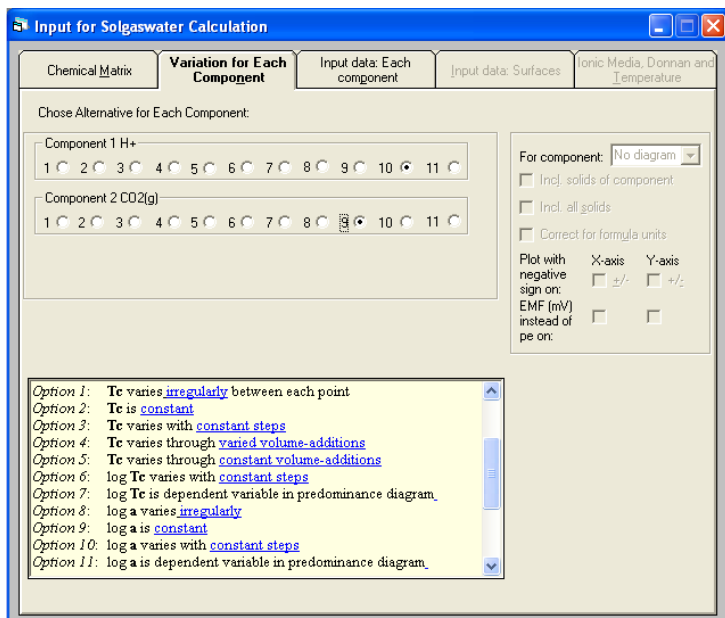 Input for Solgaswater Calculation
Chemical Matrix
Variation for Each Component
Input data: Each component
Input data: Surfaces
Ionic Media, Donnan and Temperature
Chose Alternative for Each Component:
Component 1 H+
1 2 3 4 5 6 7 8 9 10 11
Component 2 CO2(g)
1 2 3 4 5 6 7 8 9 10 11
For component: No diagram
Incl. solids of component
Incl. all solids
Correct for formula units
Plot with negative sign on:
X-axis Y-axis
+/- +/-
EMF (mV) instead of pe on:
Option 1: Tc varies irregularly between each point
Option 2: Tc is constant
Option 3: Tc varies with constant steps
Option 4: Tc varies through varied volume-additions
Option 5: Tc varies through constant volume-additions
Option 6: log Tc varies with constant steps
Option 7: log Tc is dependent variable in predominance diagram
Option 8: log a varies irregularly
Option 9: log a is constant
Option 10: log a varies with constant steps
Option 11: log a is dependent variable in predominance diagram